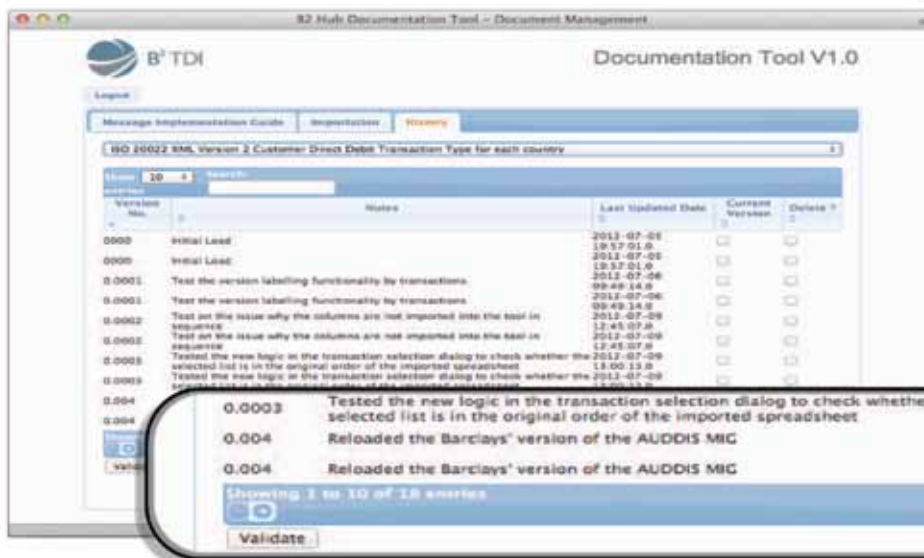 B2 Hub Documentation Tool - Document Management
B² TDI
Documentation Tool V1.0
Logout
Message Implementation Guide
Importation
History
ISO 20022 XML Version 2 Customer Direct Debit Transaction Type for each country
Show 10
entries
Search:
Version No.
Notes
Last Updated Date
Current Version
Delete ?
0000
Initial Load
2012-07-05
19:57:01.0
0000
Initial Load
2012-07-05
19:57:01.0
0.0001
Test the version labelling functionality by transactions
2012-07-06
09:49:14.0
0.0001
Test the version labelling functionality by transactions
2012-07-06
09:49:14.0
0.0002
Test on the issue why the columns are not imported into the tool in
sequence
2012-07-09
12:45:07.0
0.0002
Test on the issue why the columns are not imported into the tool in
sequence
2012-07-09
12:45:07.0
0.0003
Tested the new logic in the transaction selection dialog to check whether the
selected list is in the original order of the imported spreadsheet
2012-07-09
13:00:13.0
0.0003
Tested the new logic in the transaction selection dialog to check whether the
2012-07-09
0.004
0.004
0.0003
Tested the new logic in the transaction selection dialog to check whethe
selected list is in the original order of the imported spreadsheet
0.004
Reloaded the Barclays' version of the AUDDIS MIG
0.004
Reloaded the Barclays' version of the AUDDIS MIG
Showing 1 to 10 of 18 entries
Validate